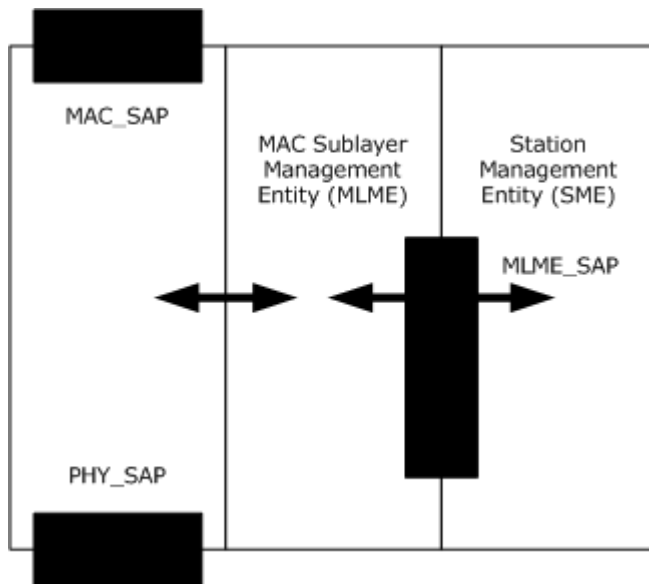 MAC_SAP
MAC Sublayer
Management
Entity (MLME)
Station
Management
Entity (SME)
MLME_SAP
PHY_SAP